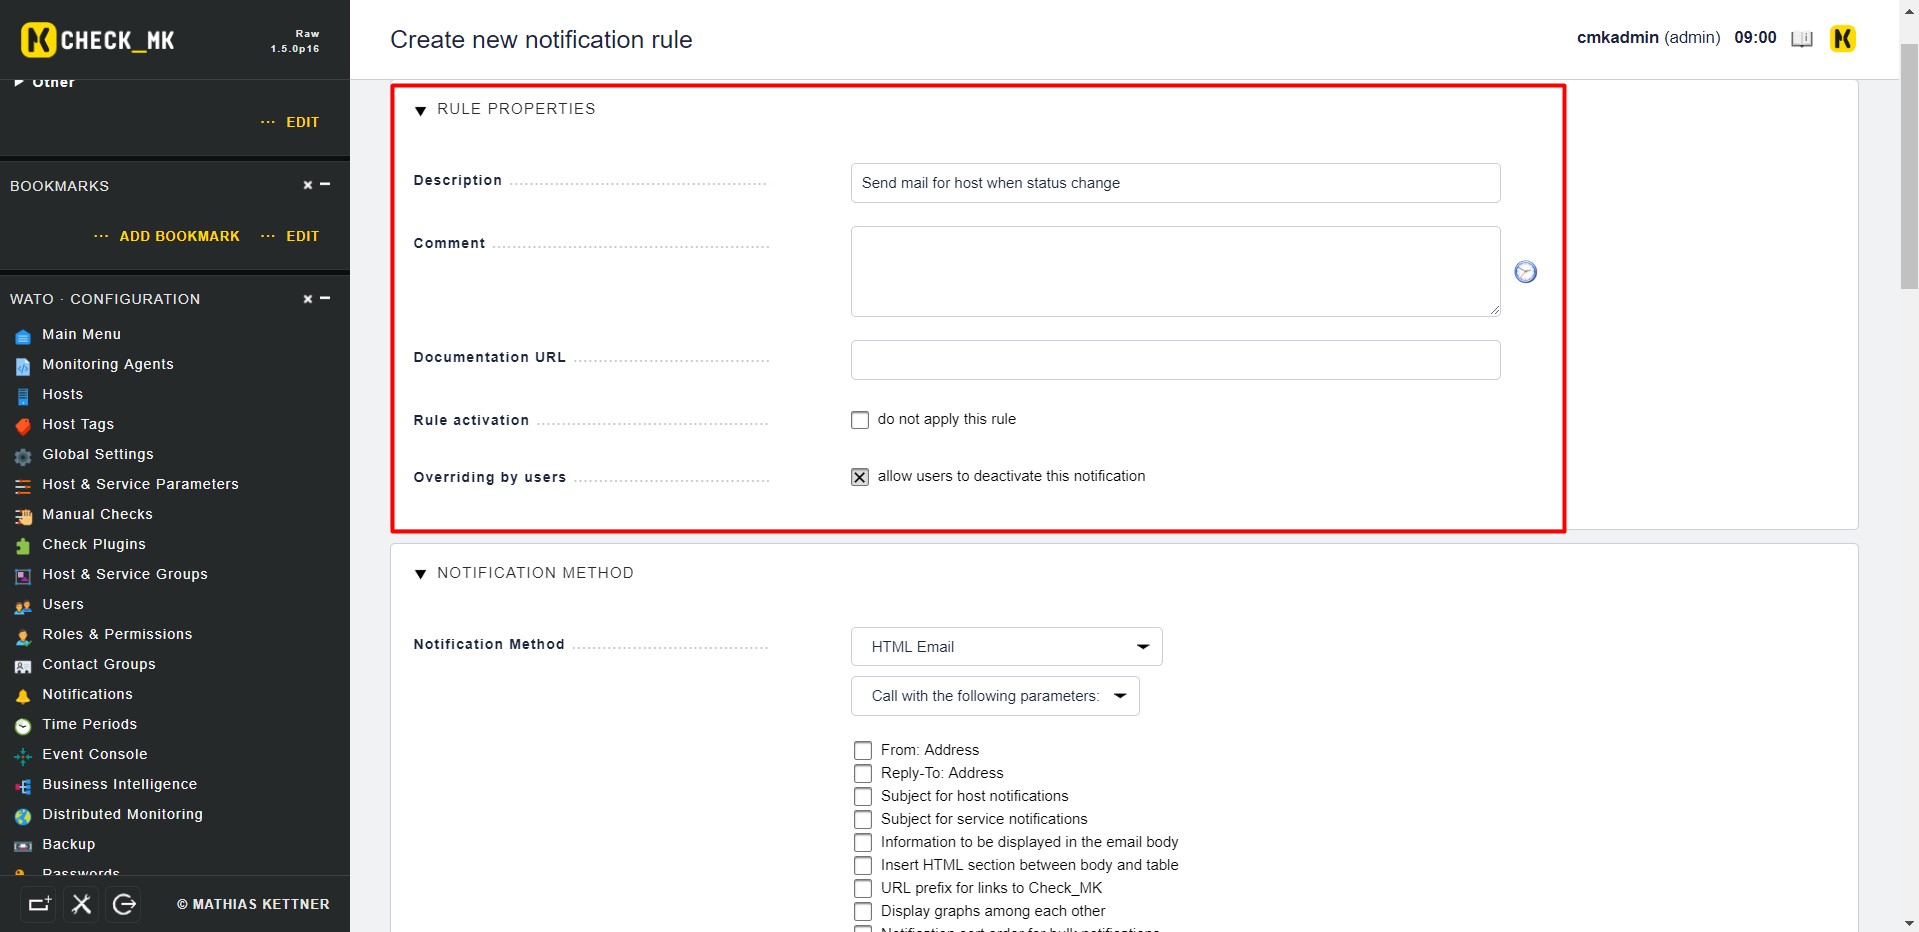 CHECK_MK
Raw
1.5.0p16
Other
EDIT
BOOKMARKS
ADD BOOKMARK
EDIT
WATO · CONFIGURATION
Main Menu
Monitoring Agents
Hosts
Host Tags
Global Settings
Host & Service Parameters
Manual Checks
Check Plugins
Host & Service Groups
Users
Roles & Permissions
Contact Groups
Notifications
Time Periods
Event Console
Business Intelligence
Distributed Monitoring
Backup
Passwords
© MATHIAS KETTNER
Create new notification rule
cmkadmin (admin) 09:00
RULE PROPERTIES
Description
Send mail for host when status change
Comment
Documentation URL
Rule activation
do not apply this rule
Overriding by users
allow users to deactivate this notification
NOTIFICATION METHOD
Notification Method
HTML Email
Call with the following parameters:
From: Address
Reply-To: Address
Subject for host notifications
Subject for service notifications
Information to be displayed in the email body
Insert HTML section between body and table
URL prefix for links to Check_MK
Display graphs among each other
Notification sort order for bulk notifications